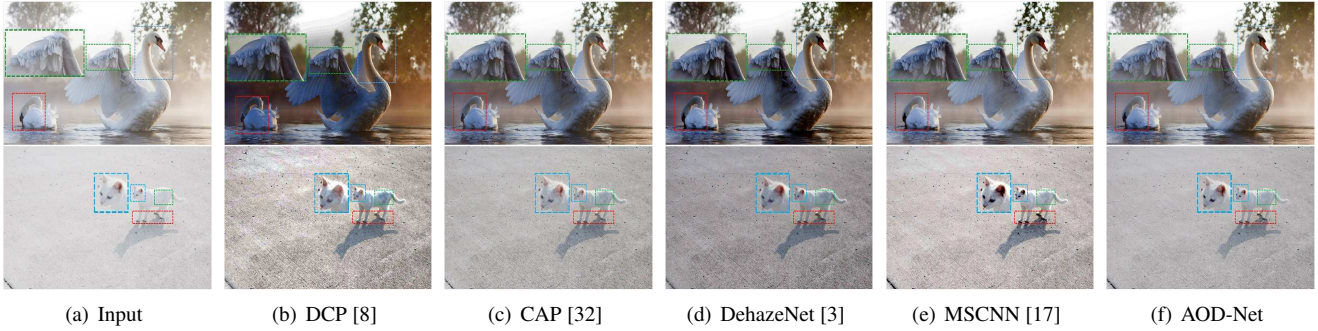 (a) Input
(b) DCP [8]
(c) CAP [32]
(d) DehazeNet [3]
(e) MSCNN [17]
(f) AOD-Net